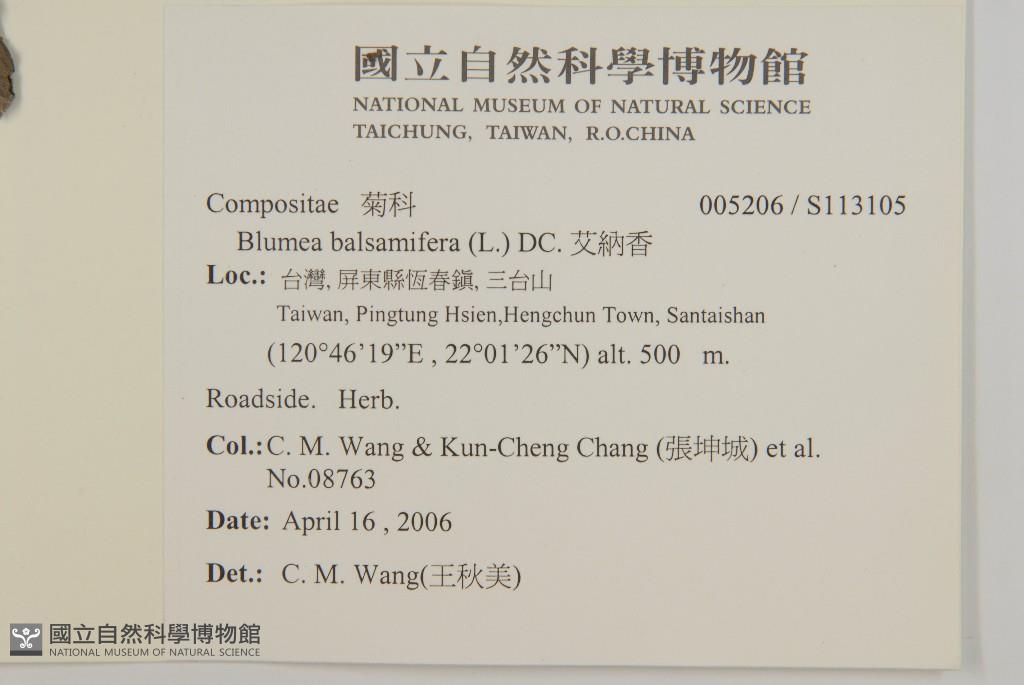 國立自然科學博物館
NATIONAL MUSEUM OF NATURAL SCIENCE
TAICHUNG, TAIWAN, R.O.CHINA
Compositae 菊科 005206 / S113105
Blumea balsamifera (L.) DC. 艾納香
Loc.: 台灣, 屏東縣恆春鎮, 三台山
Taiwan, Pingtung Hsien,Hengchun Town, Santaishan
(120°46’19”E , 22°01’26”N) alt. 500 m.
Roadside. Herb.
Col.: C. M. Wang & Kun-Cheng Chang (張坤城) et al.
No.08763
Date: April 16 , 2006
Det.: C. M. Wang(王秋美)
國立自然科學博物館
NATIONAL MUSEUM OF NATURAL SCIENCE